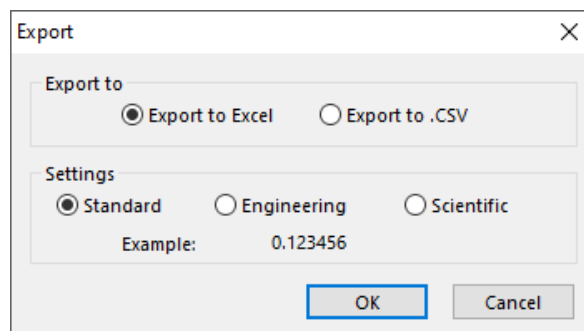 Export
Export to
Export to Excel Export to .CSV
Settings
Standard Engineering Scientific
Example: 0.123456
OK Cancel